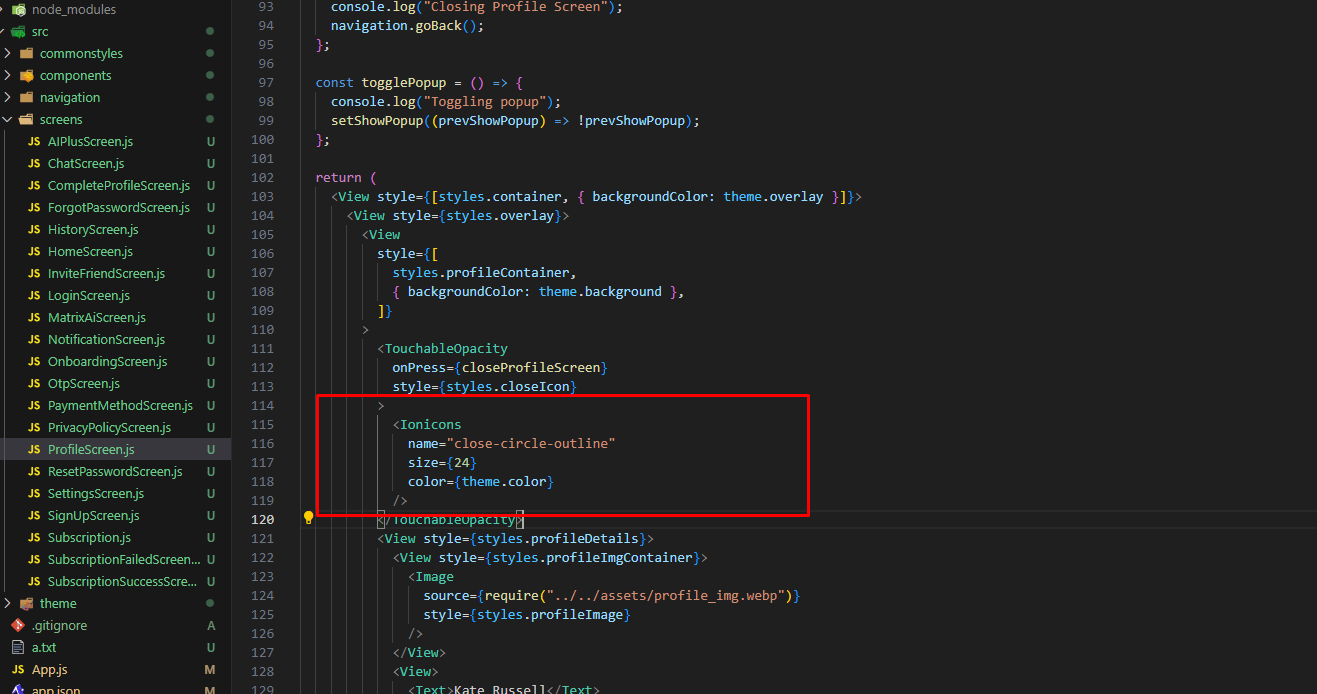 node_modules
src
commonstyles
components
navigation
screens
JS AIPlusScreen.js U
JS ChatScreen.js U
JS CompleteProfileScreen.js U
JS ForgotPasswordScreen.js U
JS HistoryScreen.js U
JS HomeScreen.js U
JS InviteFriendScreen.js U
JS LoginScreen.js U
JS MatrixAiScreen.js U
JS NotificationScreen.js U
JS OnboardingScreen.js U
JS OtpScreen.js U
JS PaymentMethodScreen.js U
JS PrivacyPolicyScreen.js U
JS ProfileScreen.js U
JS ResetPasswordScreen.js U
JS SettingsScreen.js U
JS SignUpScreen.js U
JS Subscription.js U
JS SubscriptionFailedScreen... U
JS SubscriptionSuccessScre... U
theme
.gitignore A
a.txt U
JS App.js M
app.json M
93 console.log("Closing Profile Screen");
94 navigation.goBack();
95 };
96
97 const togglePopup = () => {
98 console.log("Toggling popup");
99 setShowPopup((prevShowPopup) => !prevShowPopup);
100 };
101
102 return (
103 <View style={[styles.container, { backgroundColor: theme.overlay }]}>
104 <View style={styles.overlay}>
105 <View
106 style={[
107 styles.profileContainer,
108 { backgroundColor: theme.background },
109 ]}
110 >
111 <TouchableOpacity
112 onPress={closeProfileScreen}
113 style={styles.closeIcon}
114 >
115 <Ionicons
116 name="close-circle-outline"
117 size={24}
118 color={theme.color}
119 />
120 </TouchableOpacity>
121 <View style={styles.profileDetails}>
122 <View style={styles.profileImgContainer}>
123 <Image
124 source={require("../../assets/profile_img.webp")}
125 style={styles.profileImage}
126 />
127 </View>
128 <View>
129 <Text>Kate Russell</Text>